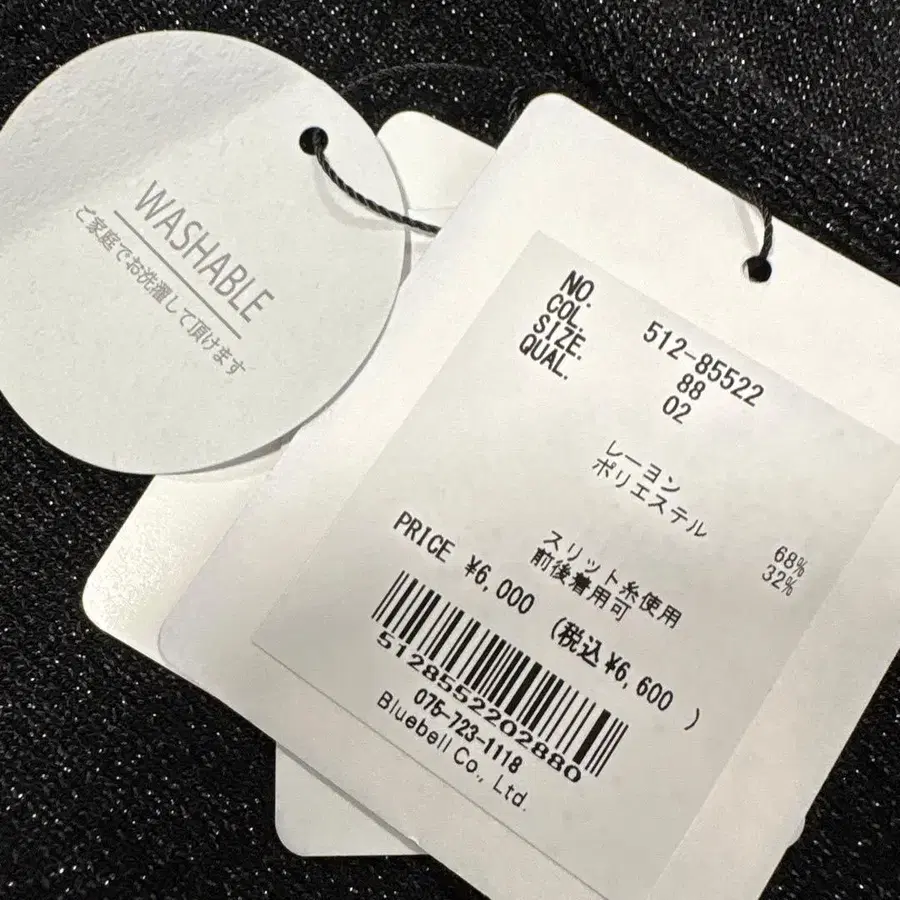 WASHABLE
ご家庭でお洗濯して頂けます
NO. 512-85522
COL. 88
SIZE. 02
QUAL.
レーヨン 68%
ポリエステル 32%
スリット糸使用
前後着用可
PRICE ¥6,000 (税込¥6,600 )
5128552202880
075-723-1118
Bluebell Co., Ltd.